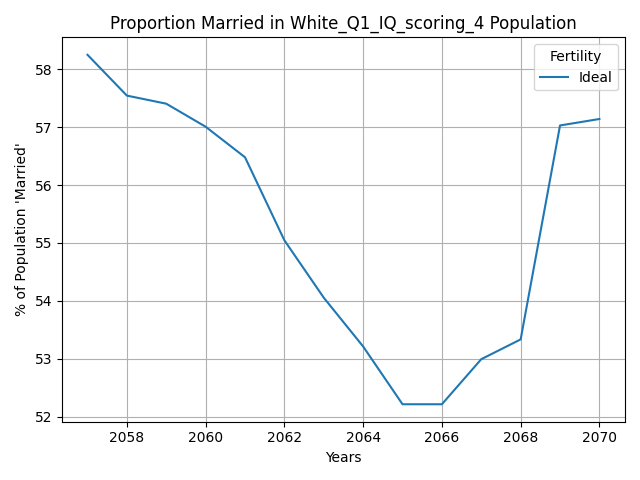 Proportion Married in White_Q1_IQ_scoring_4 Population
Fertility
Ideal
% of Population 'Married'
58
57
56
55
54
53
52
2058 2060 2062 2064 2066 2068 2070
Years